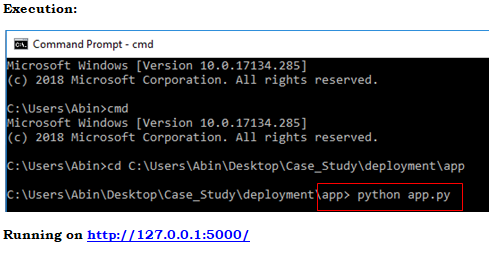 Execution:
Command Prompt - cmd
Microsoft Windows [Version 10.0.17134.285]
(c) 2018 Microsoft Corporation. All rights reserved.
C:\Users\Abin>cmd
Microsoft Windows [Version 10.0.17134.285]
(c) 2018 Microsoft Corporation. All rights reserved.
C:\Users\Abin>cd C:\Users\Abin\Desktop\Case_Study\deployment\app
C:\Users\Abin\Desktop\Case_Study\deployment\app> python app.py
Running on http://127.0.0.1:5000/